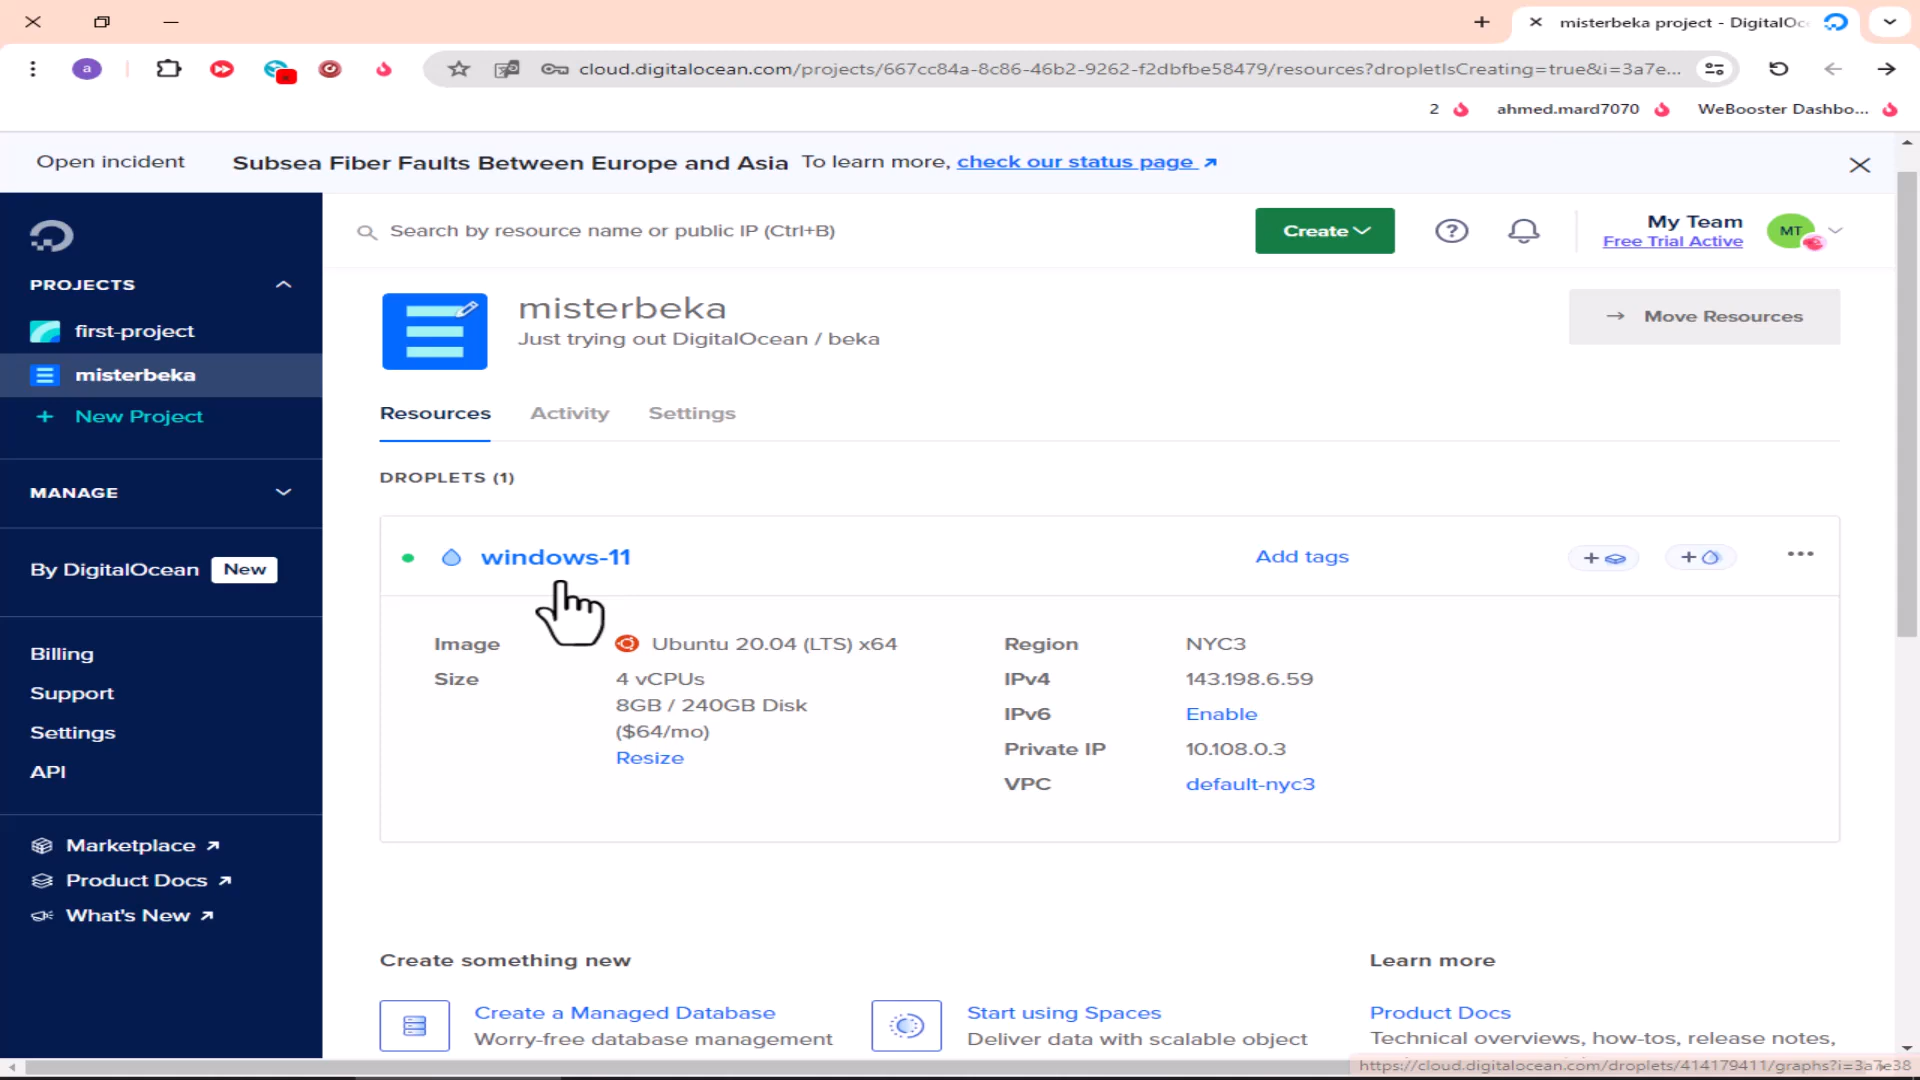 misterbeka project - DigitalOc
a
cloud.digitalocean.com/projects/667cc84a-8c86-46b2-9262-f2dbfbe58479/resources?dropletIsCreating=true&i=3a7e...
2
ahmed.mard7070
WeBooster Dashbo...
Open incident
Subsea Fiber Faults Between Europe and Asia To learn more, check our status page
Search by resource name or public IP (Ctrl+B)
Create
My Team
Free Trial Active
MT
PROJECTS
first-project
misterbeka
+ New Project
MANAGE
By DigitalOcean New
Billing
Support
Settings
API
Marketplace
Product Docs
What's New
misterbeka
Just trying out DigitalOcean / beka
Move Resources
Resources
Activity
Settings
DROPLETS (1)
windows-11
Add tags
Image
Ubuntu 20.04 (LTS) x64
Size
4 vCPUs
8GB / 240GB Disk
($64/mo)
Resize
Region
NYC3
IPv4
143.198.6.59
IPv6
Enable
Private IP
10.108.0.3
VPC
default-nyc3
Create something new
Create a Managed Database
Worry-free database management
Start using Spaces
Deliver data with scalable object
Learn more
Product Docs
Technical overviews, how-tos, release notes,
https://cloud.digitalocean.com/droplets/414179411/graphs?i=3a7e38